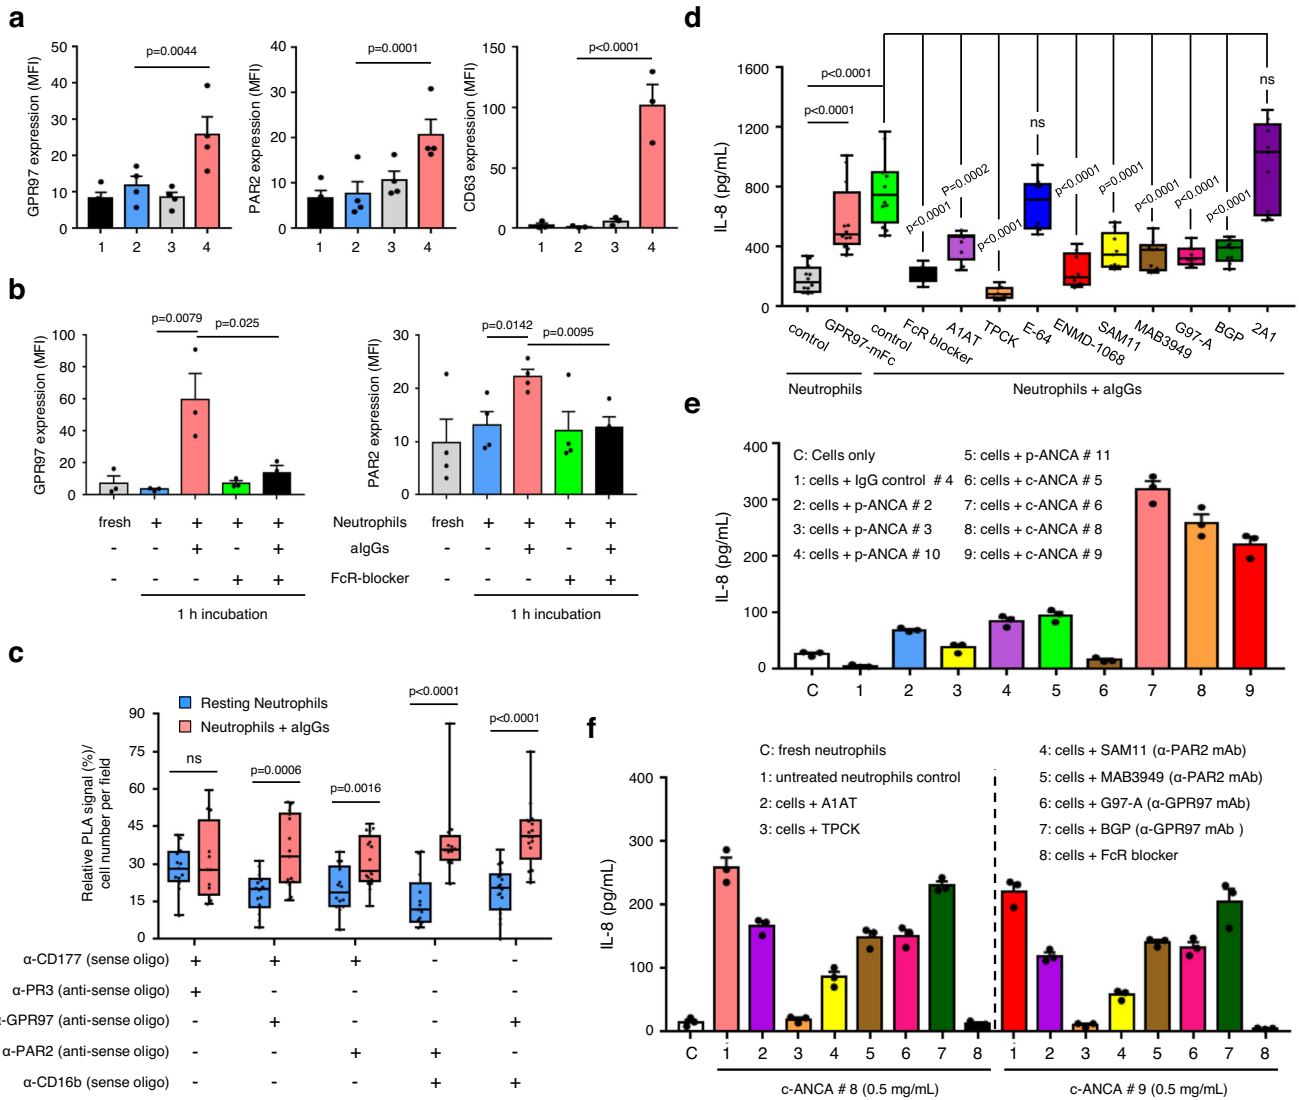 a
GPR97 expression (MFI)
50
40
30
20
10
0
p=0.0044
1 2 3 4
PAR2 expression (MFI)
40
30
20
10
0
p=0.0001
1 2 3 4
CD63 expression (MFI)
150
100
50
0
p<0.0001
1 2 3 4
b
GPR97 expression (MFI)
100
80
60
40
20
0
p=0.0079
p=0.025
PAR2 expression (MFI)
30
20
10
0
p=0.0142
p=0.0095
fresh + + + + Neutrophils fresh + + + +
- - + - + aIgGs - - + - +
- - - + + FcR-blocker - - - + +
1 h incubation
1 h incubation
c
Resting Neutrophils
Neutrophils + aIgGs
Relative PLA signal (%)/
cell number per field
90
75
60
45
30
15
0
ns
p=0.0006
p=0.0016
p<0.0001
p<0.0001
α-CD177 (sense oligo) + + + - -
α-PR3 (anti-sense oligo) + - - - -
α-GPR97 (anti-sense oligo) - + - - +
α-PAR2 (anti-sense oligo) - - + + -
α-CD16b (sense oligo) - - - + +
d
IL-8 (pg/mL)
1600
1200
800
400
0
p<0.0001
p<0.0001
p<0.0001
P=0.0002
p<0.0001
ns
p<0.0001
p=0.0001
p<0.0001
p<0.0001
p<0.0001
ns
control
GPR97-mFc
control
FcR blocker
A1AT
TPCK
E-64
ENMD-1068
SAM11
MAB3949
G97-A
BGP
2A1
Neutrophils
Neutrophils + aIgGs
e
IL-8 (pg/mL)
400
300
200
100
0
C: Cells only
1: cells + IgG control # 4
2: cells + p-ANCA # 2
3: cells + p-ANCA # 3
4: cells + p-ANCA # 10
5: cells + p-ANCA # 11
6: cells + c-ANCA # 5
7: cells + c-ANCA # 6
8: cells + c-ANCA # 8
9: cells + c-ANCA # 9
C 1 2 3 4 5 6 7 8 9
f
C: fresh neutrophils
1: untreated neutrophils control
2: cells + A1AT
3: cells + TPCK
4: cells + SAM11 (α-PAR2 mAb)
5: cells + MAB3949 (α-PAR2 mAb)
6: cells + G97-A (α-GPR97 mAb)
7: cells + BGP (α-GPR97 mAb )
8: cells + FcR blocker
IL-8 (pg/mL)
400
300
200
100
0
C 1 2 3 4 5 6 7 8 1 2 3 4 5 6 7 8
c-ANCA # 8 (0.5 mg/mL)
c-ANCA # 9 (0.5 mg/mL)